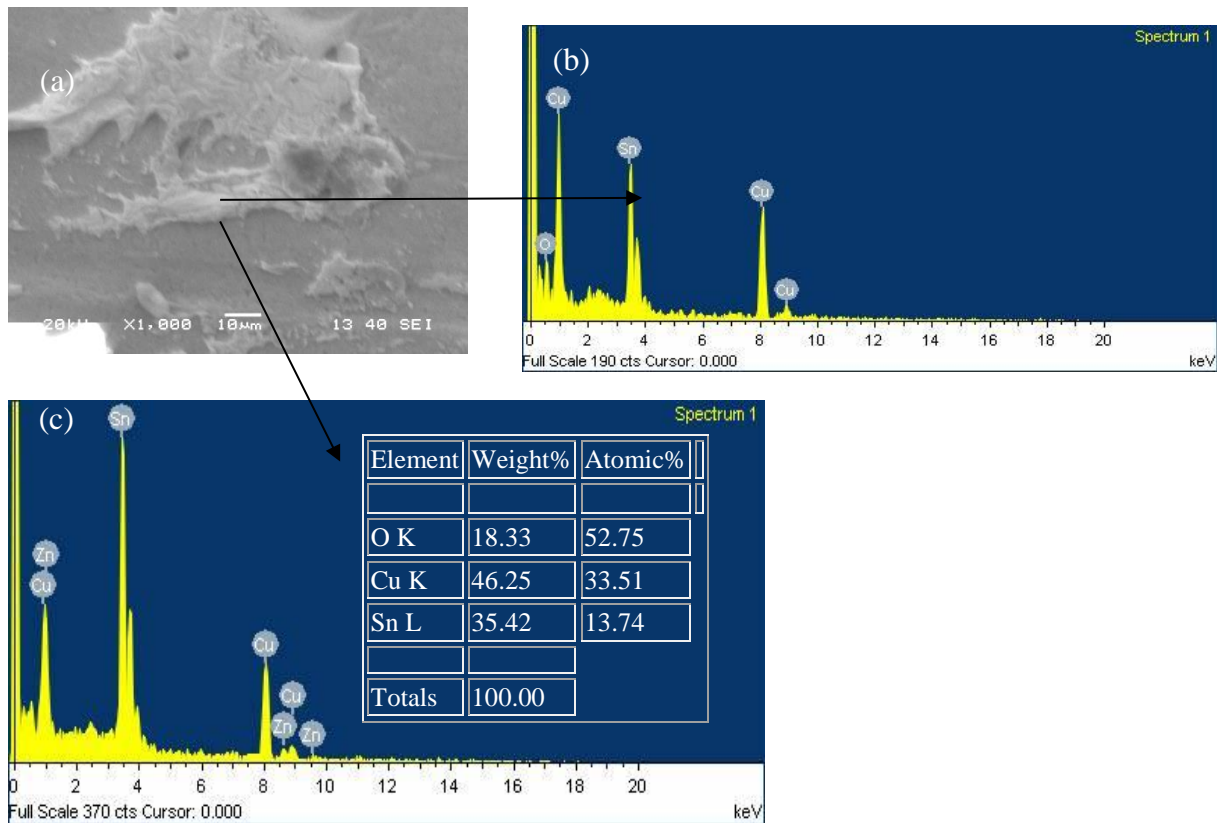 (a)
20kU X1,000 10µm 13 40 SEI
(b)
Spectrum 1
Cu
Sn
Cu
O
Cu
0 2 4 6 8 10 12 14 16 18 20
Full Scale 190 cts Cursor: 0.000 keV
(c)
Spectrum 1
Sn
Zn
Cu
Cu
Cu
Zn
Zn
Element Weight% Atomic%
O K 18.33 52.75
Cu K 46.25 33.51
Sn L 35.42 13.74
Totals 100.00
0 2 4 6 8 10 12 14 16 18 20
Full Scale 370 cts Cursor: 0.000 keV